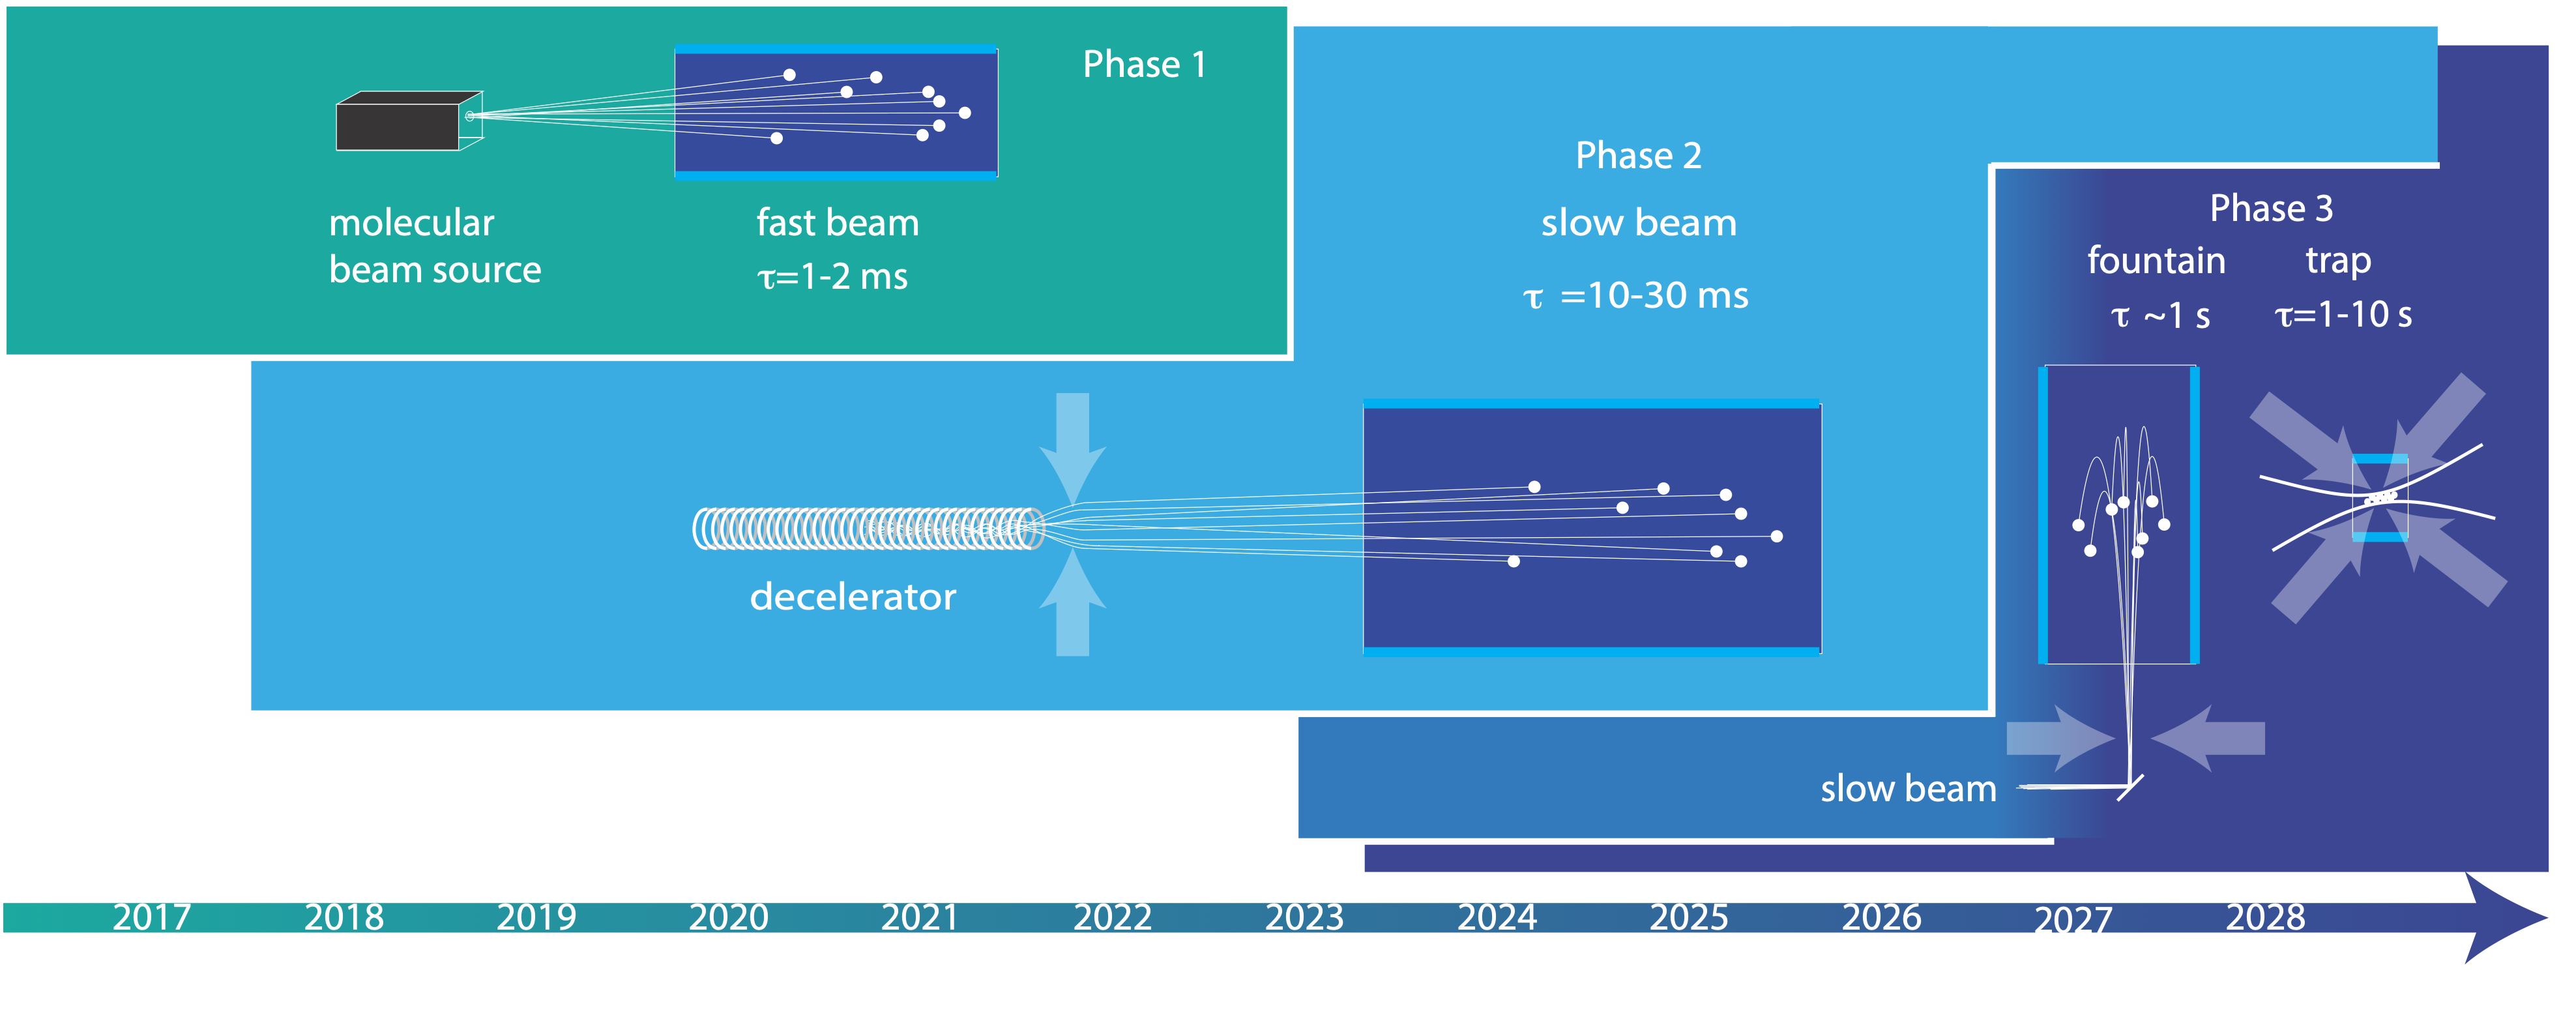 Phase 1
molecular
beam source
fast beam
τ=1-2 ms
Phase 2
slow beam
τ =10-30 ms
Phase 3
fountain
τ ~1 s
trap
τ=1-10 s
decelerator
slow beam
2017 2018 2019 2020 2021 2022 2023 2024 2025 2026 2027 2028